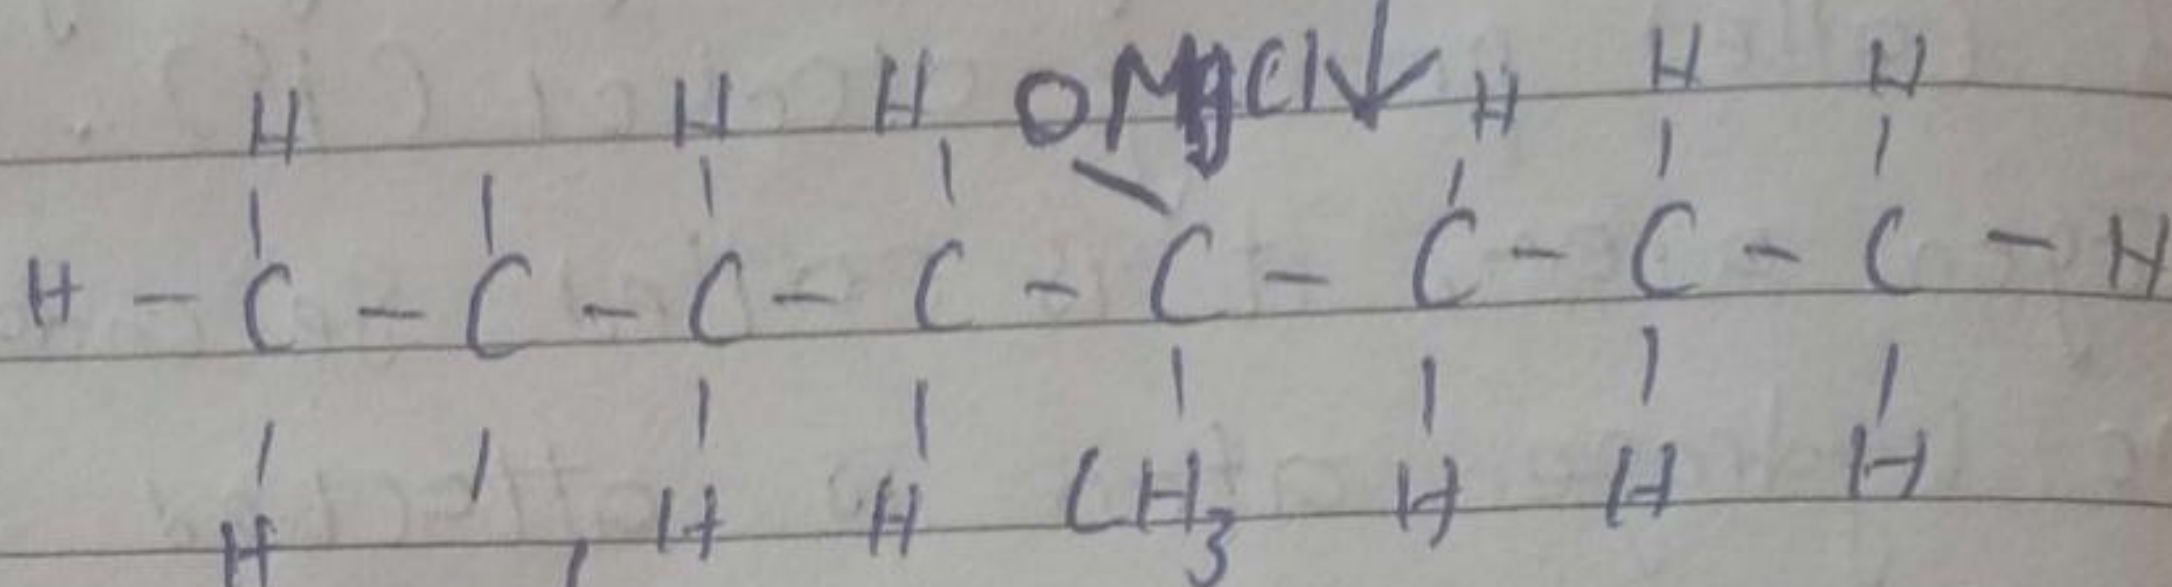 H H H OMgCl↓ H H H
H - C - C - C - C - C - C - C - C - H
H H H CH3 H H H